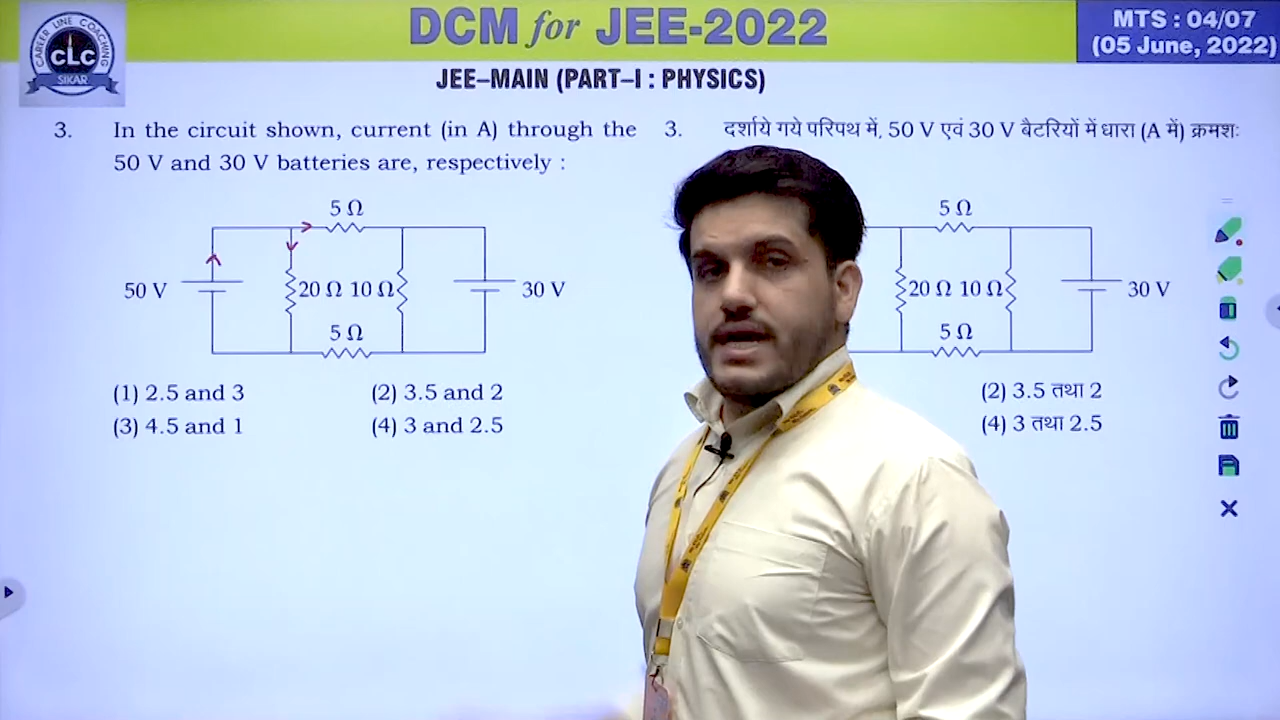 DCM for JEE-2022
MTS : 04/07
(05 June, 2022)
CAREER LINE COACHING
CLC
SIKAR
JEE–MAIN (PART–I : PHYSICS)
3. In the circuit shown, current (in A) through the
50 V and 30 V batteries are, respectively :
5 Ω
50 V
20 Ω 10 Ω
30 V
5 Ω
(1) 2.5 and 3 (2) 3.5 and 2
(3) 4.5 and 1 (4) 3 and 2.5
3. दर्शाये गये परिपथ में, 50 V एवं 30 V बैटरियों में धारा (A में) क्रमशः
5 Ω
20 Ω 10 Ω
30 V
5 Ω
(2) 3.5 तथा 2
(4) 3 तथा 2.5